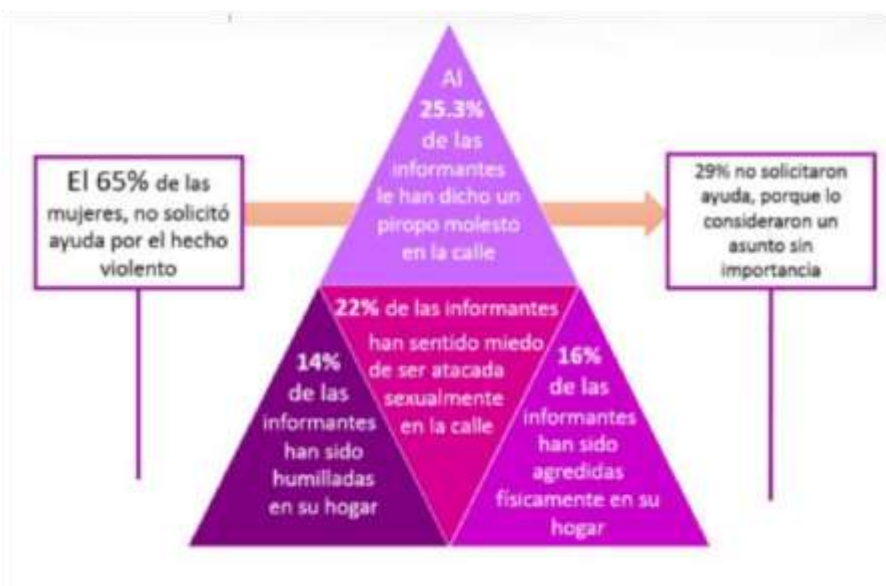 Al
25.3%
de las
informantes
le han dicho un
piropo molesto
en la calle
El 65% de las
mujeres, no solicitó
ayuda por el hecho
violento
29% no solicitaron
ayuda, porque lo
consideraron un
asunto sin
importancia
22% de las informantes
han sentido miedo
de ser atacada
sexualmente
en la calle
14%
de las
informantes
han sido
humilladas
en su hogar
16%
de las
informantes
han sido
agredidas
físicamente en su
hogar